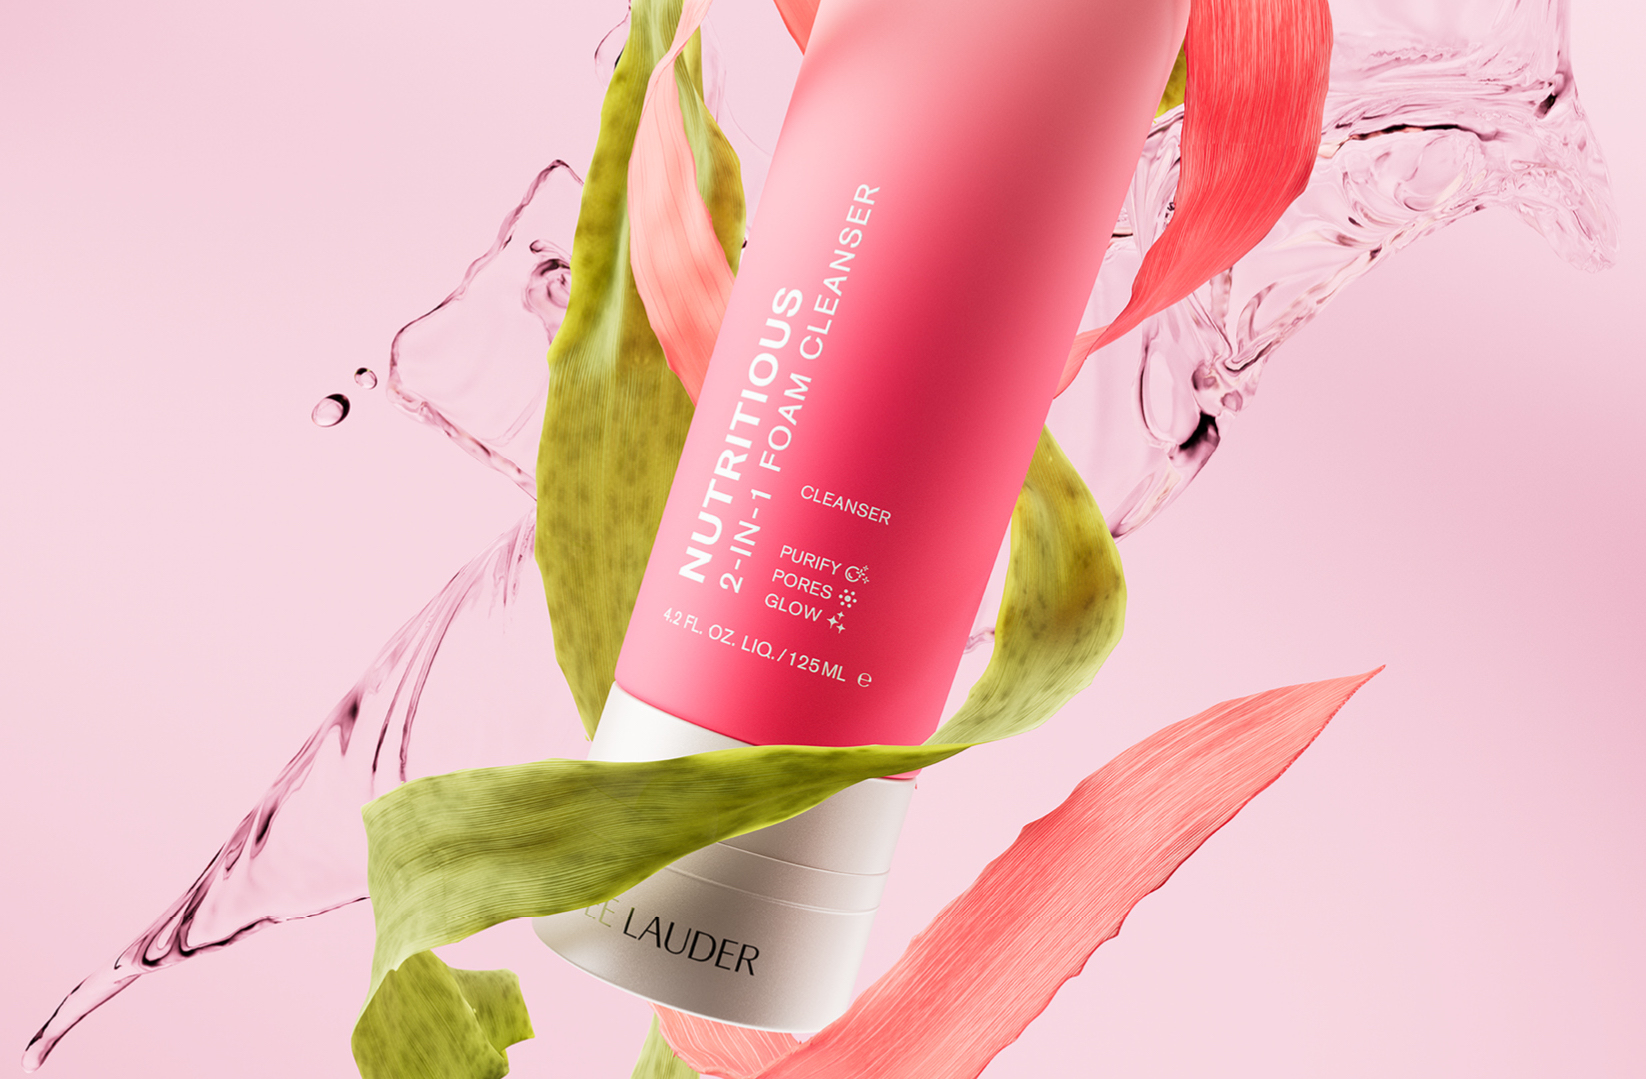 NUTRITIOUS
2-IN-1 FOAM CLEANSER
CLEANSER
PURIFY
PORES
GLOW
4.2 FL. OZ. LIQ. / 125 ML ℮
LAUDER